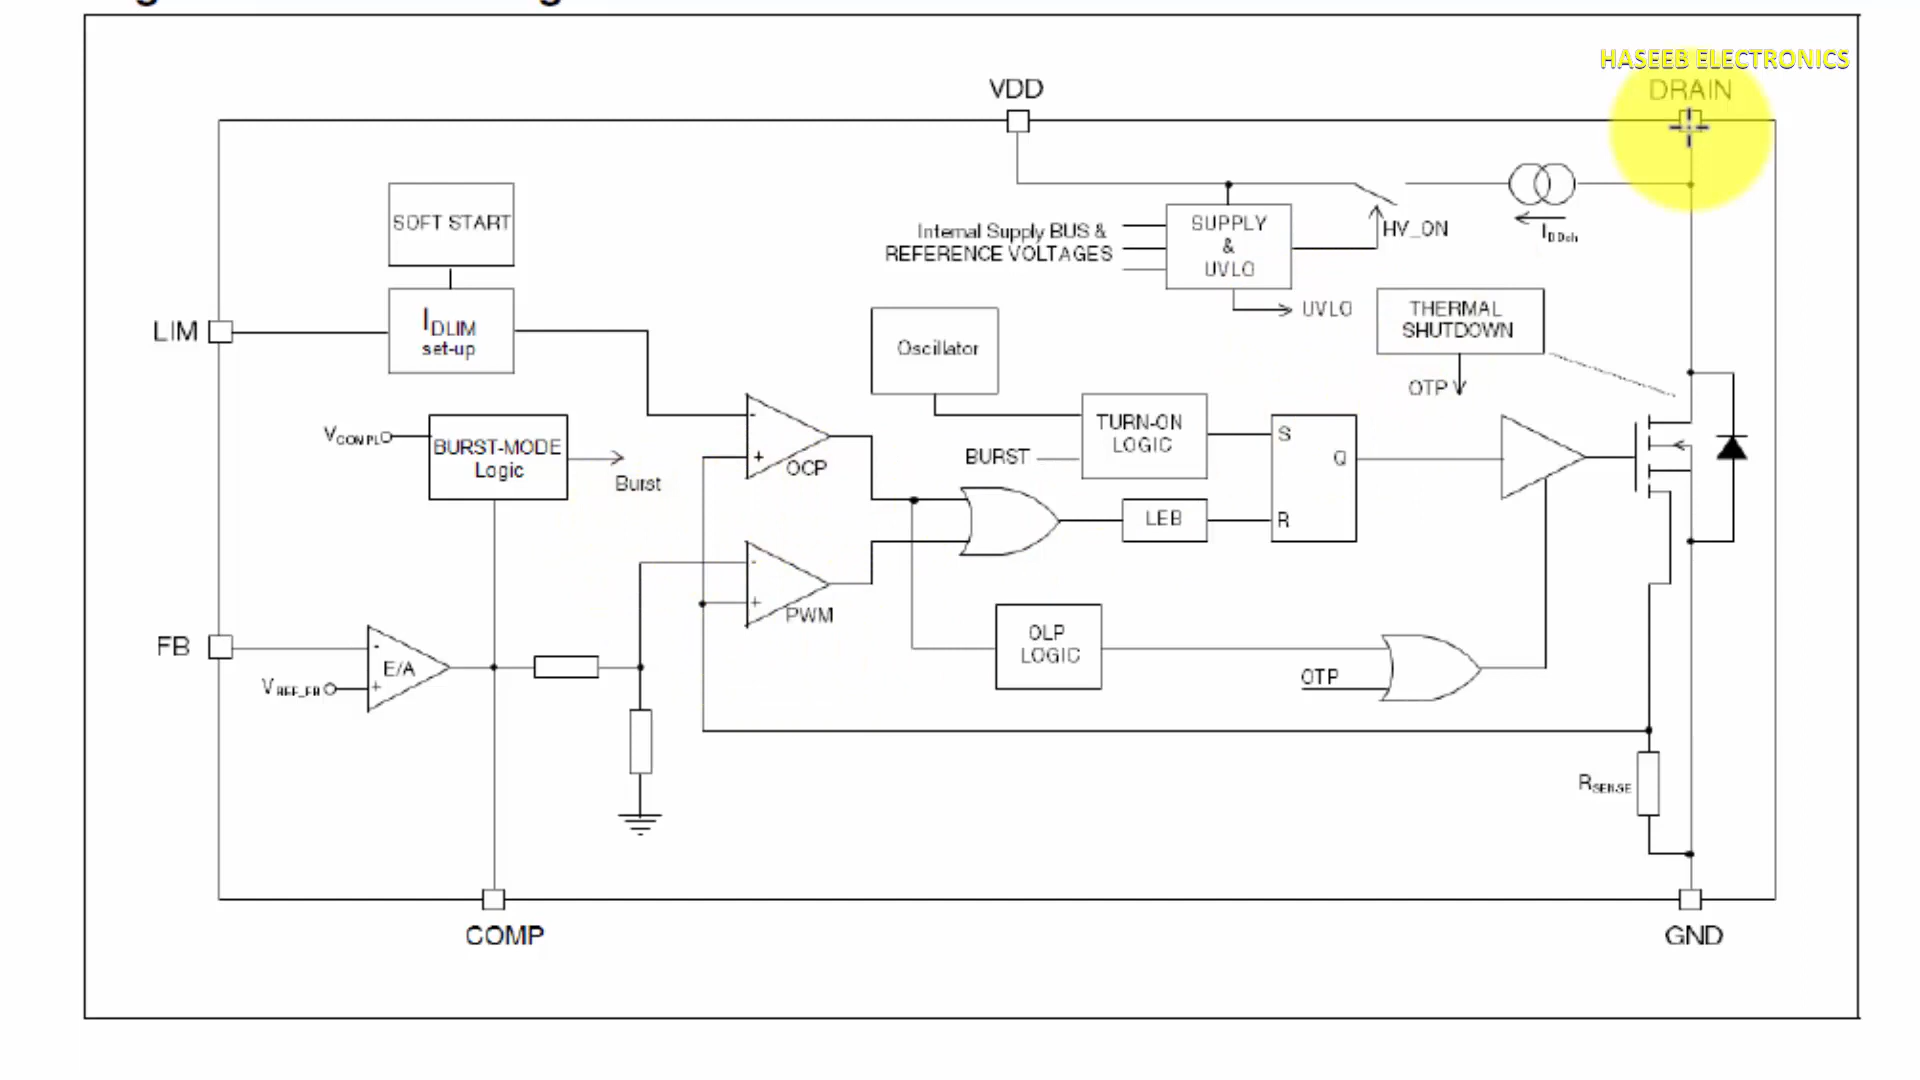 HASEEB ELECTRONICS
VDD
DRAIN
SOFT START
Internal Supply BUS &
REFERENCE VOLTAGES
SUPPLY
&
UVLO
HV_ON
IDDch
UVLO
THERMAL
SHUTDOWN
OTP
LIM
IDLIM
set-up
Oscillator
TURN-ON
LOGIC
BURST
VCOMPL
BURST-MODE
Logic
Burst
-
+
OCP
S
Q
R
LEB
-
+
PWM
FB
-
E/A
+
VREF_FB
OLP
LOGIC
OTP
RSENSE
COMP
GND